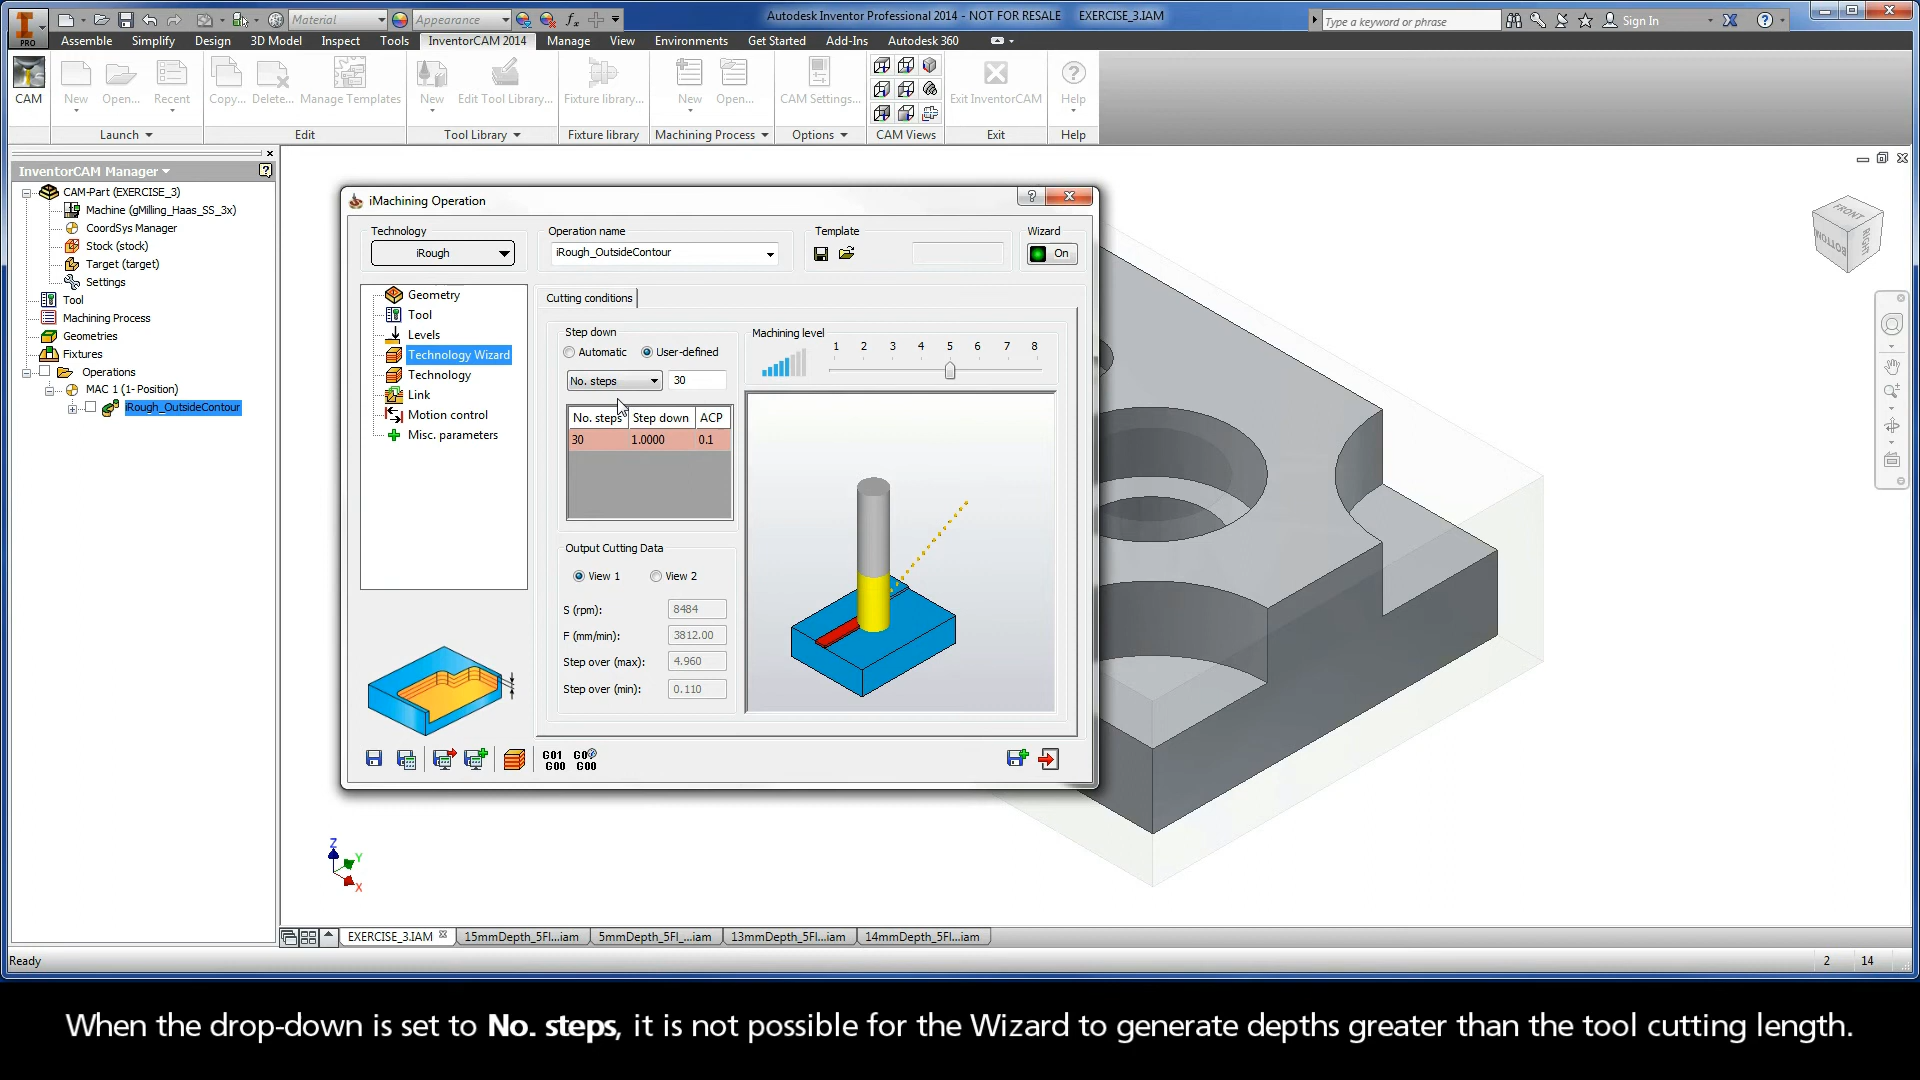 Material
Appearance
Autodesk Inventor Professional 2014 - NOT FOR RESALE EXERCISE_3.IAM
Type a keyword or phrase
Sign In
PRO
Assemble Simplify Design 3D Model Inspect Tools InventorCAM 2014 Manage View Environments Get Started Add-Ins Autodesk 360
CAM New Open... Recent Copy... Delete... Manage Templates New Edit Tool Library... Fixture library... New Open... CAM Settings... Exit InventorCAM Help
Launch Edit Tool Library Fixture library Machining Process Options CAM Views Exit Help
InventorCAM Manager
CAM-Part (EXERCISE_3)
Machine (gMilling_Haas_SS_3x)
CoordSys Manager
Stock (stock)
Target (target)
Settings
Tool
Machining Process
Geometries
Fixtures
Operations
MAC 1 (1- Position)
iRough_OutsideContour
iMachining Operation
Technology
iRough
Operation name
iRough_OutsideContour
Template
Wizard
On
Geometry
Tool
Levels
Technology Wizard
Technology
Link
Motion control
Misc. parameters
Cutting conditions
Step down
Automatic User-defined
No. steps 30
No. steps Step down ACP
30 1.0000 0.1
Machining level
1 2 3 4 5 6 7 8
Output Cutting Data
View 1 View 2
S (rpm): 8484
F (mm/min): 3812.00
Step over (max): 4.960
Step over (min): 0.110
G01 G00
G00 G00
FRONT
BOTTOM
RIGHT
Z
Y
X
EXERCISE_3.IAM 15mmDepth_5Fl...iam 5mmDepth_5Fl_...iam 13mmDepth_5Fl...iam 14mmDepth_5Fl...iam
Ready 2 14
When the drop-down is set to No. steps, it is not possible for the Wizard to generate depths greater than the tool cutting length.